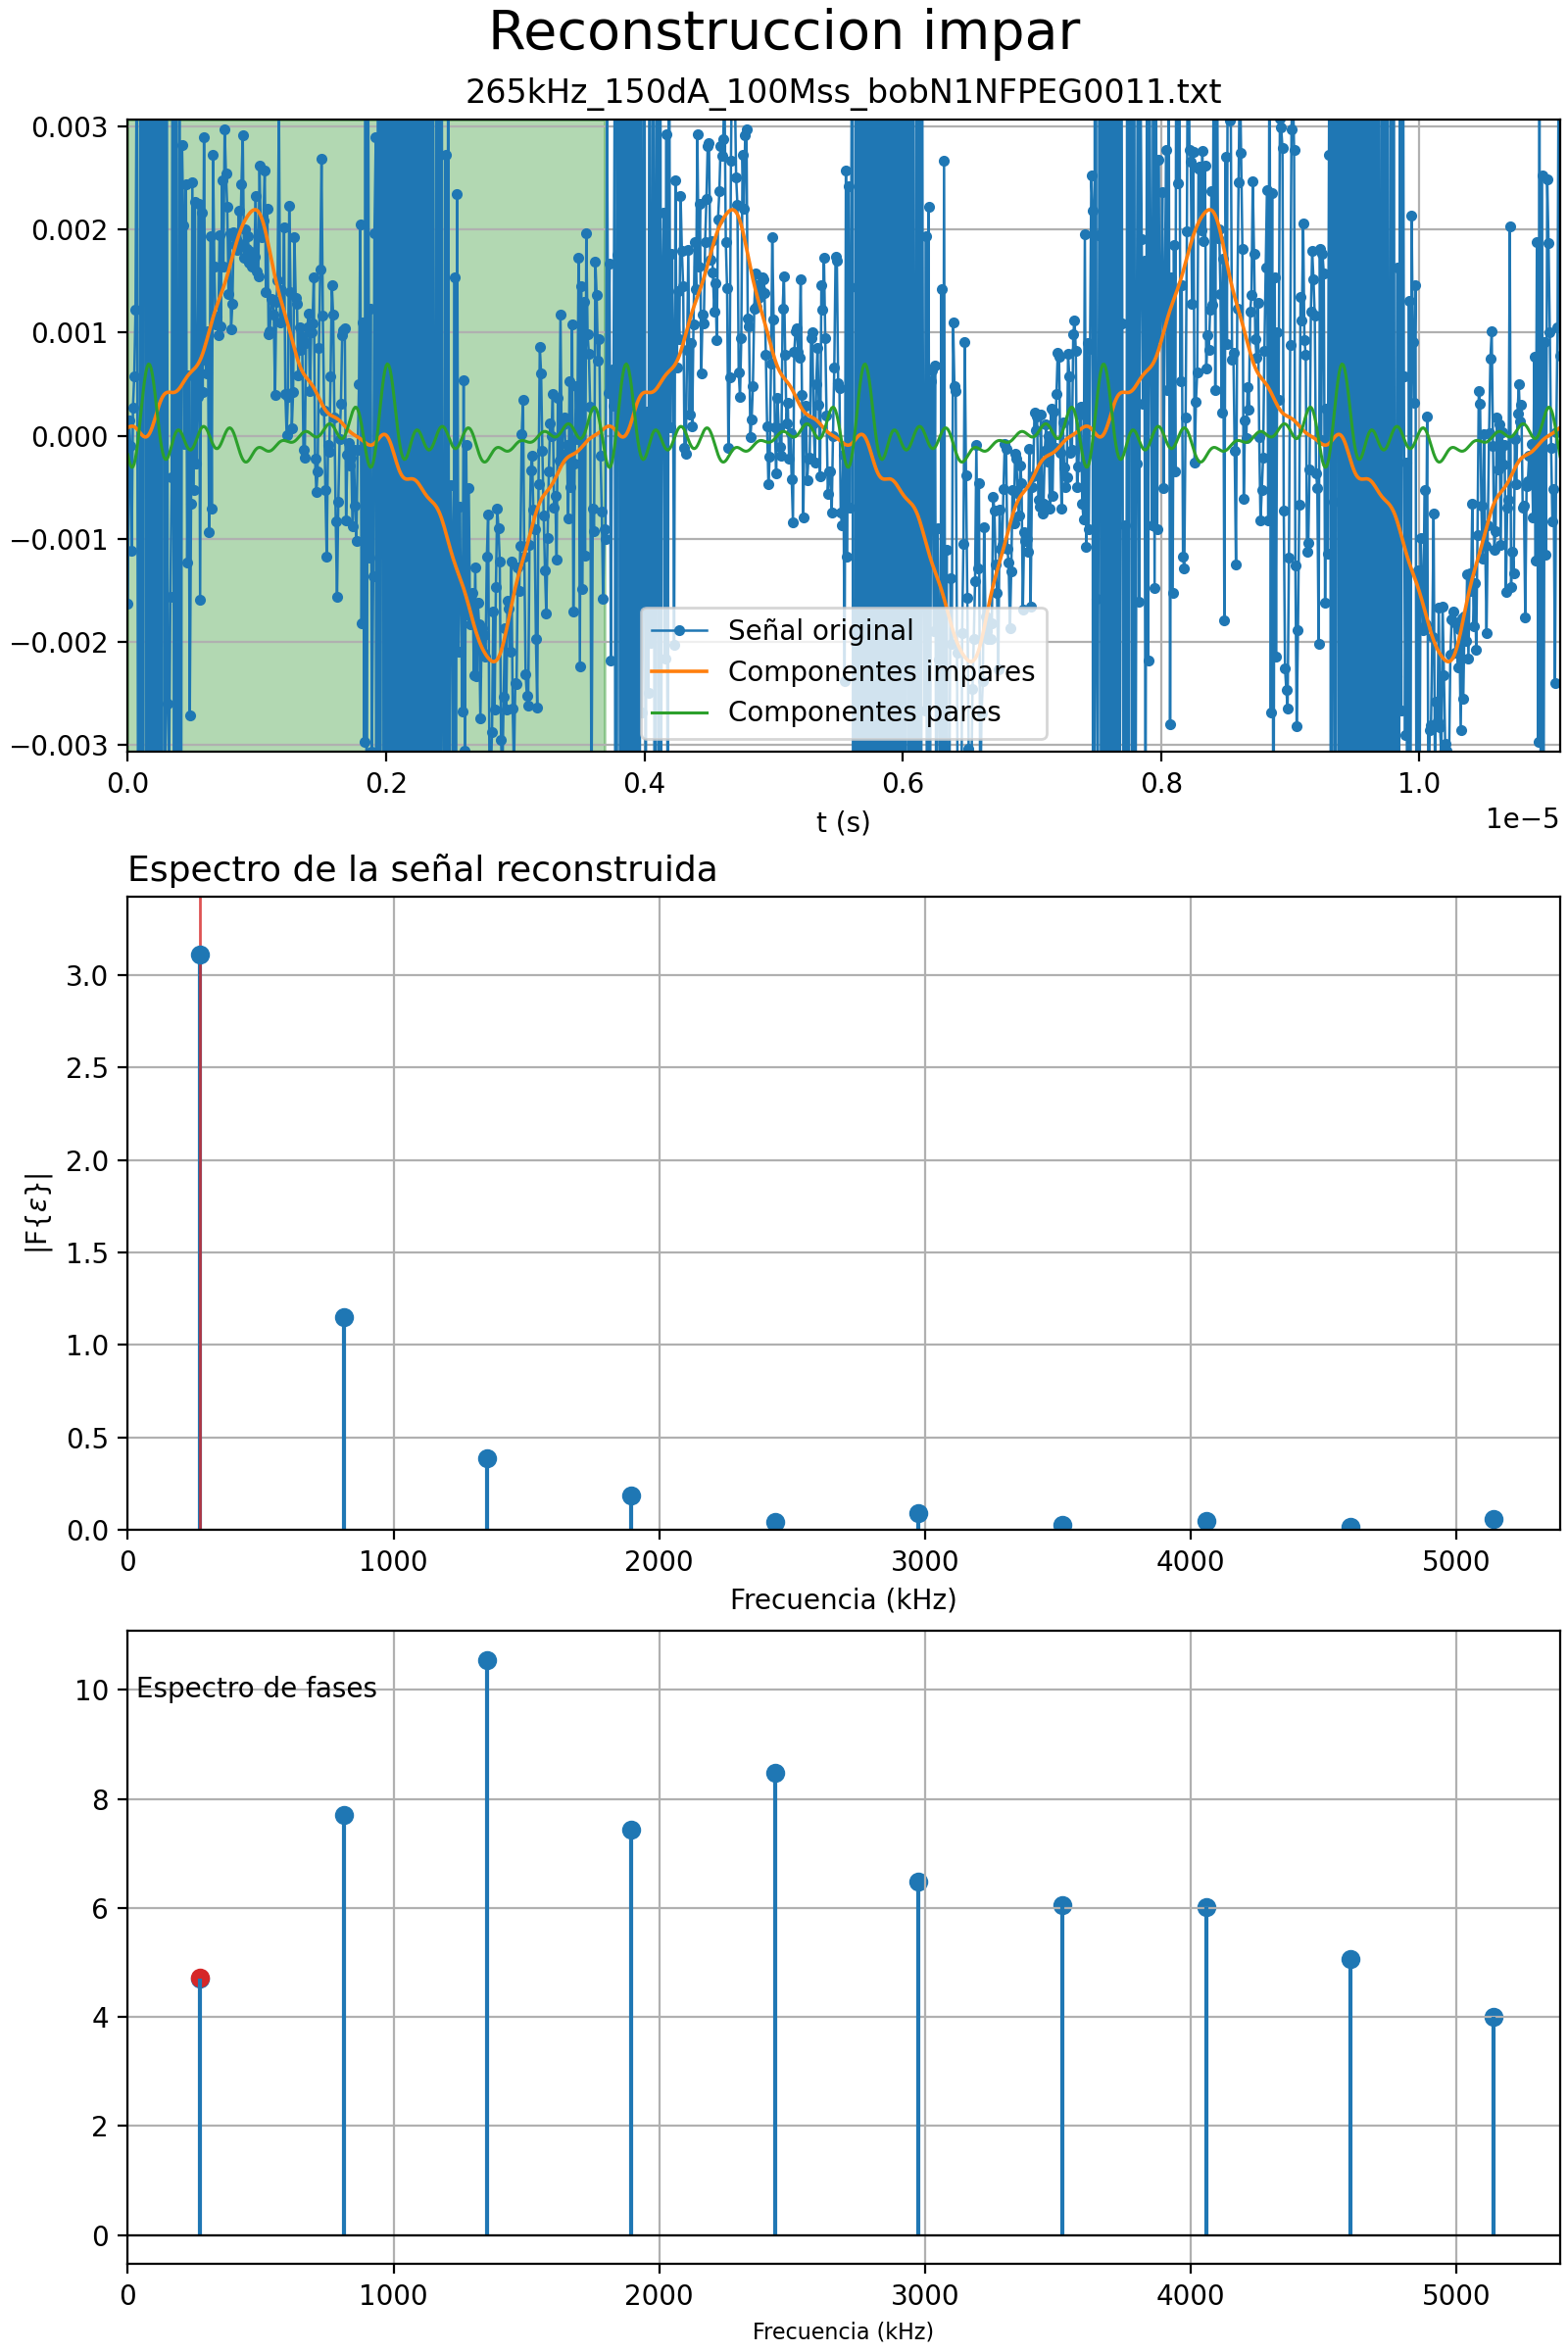 Reconstruccion impar
265kHz_150dA_100Mss_bobN1NFPEG0011.txt
0.003
0.002
0.001
0.000
−0.001
−0.002
−0.003
Señal original
Componentes impares
Componentes pares
0.0 0.2 0.4 0.6 0.8 1.0
1e−5
t (s)
Espectro de la señal reconstruida
3.0
2.5
2.0
1.5
1.0
0.5
0.0
|F{ε}|
0 1000 2000 3000 4000 5000
Frecuencia (kHz)
Espectro de fases
10
8
6
4
2
0
0 1000 2000 3000 4000 5000
Frecuencia (kHz)